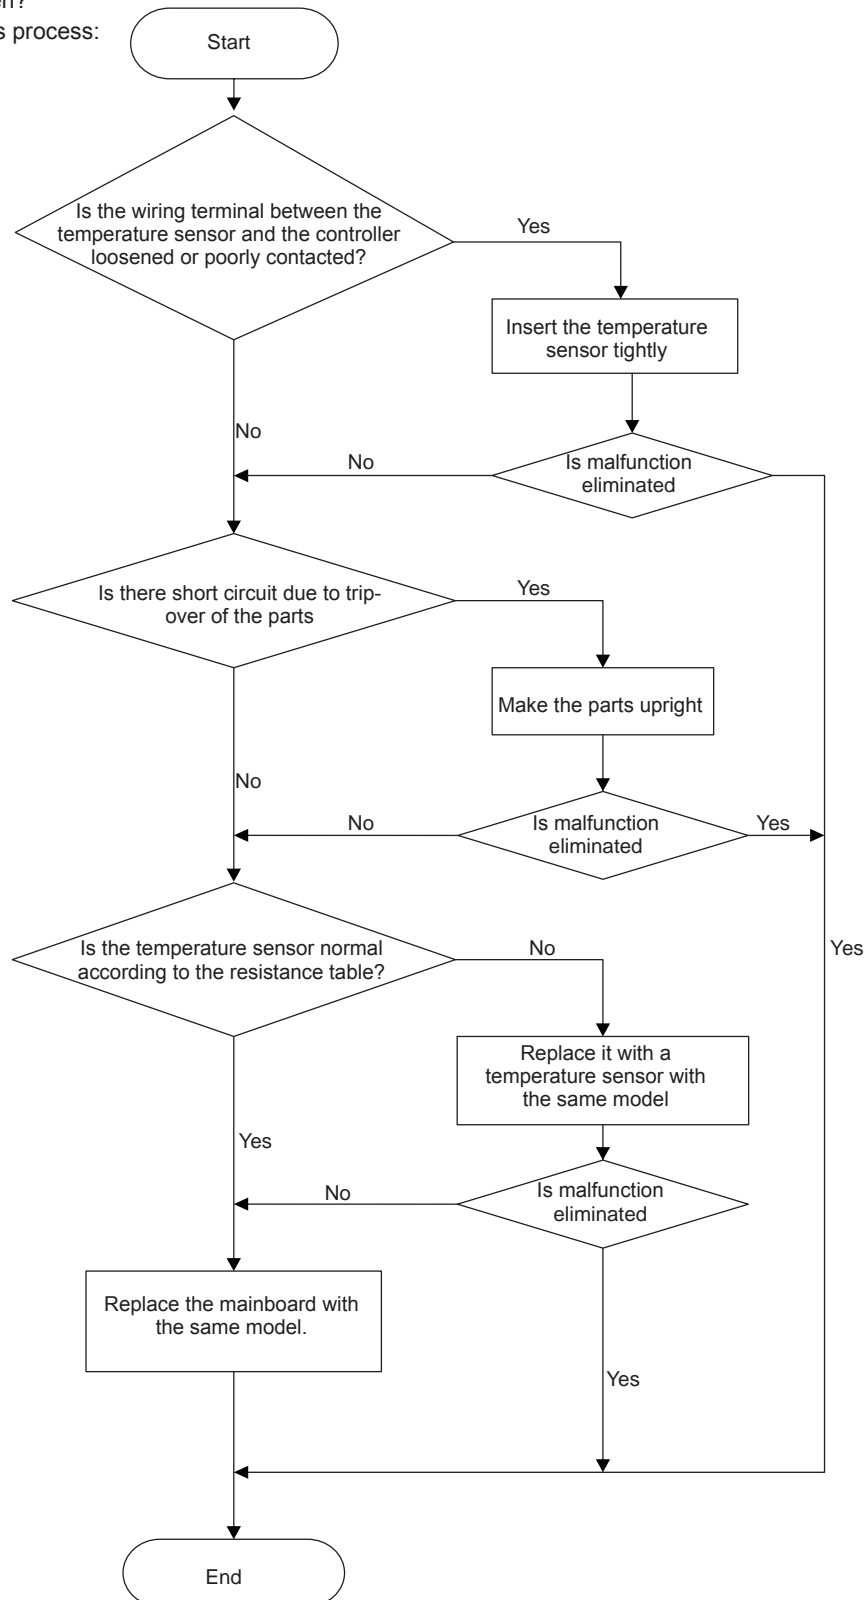 s process:
Start
Is the wiring terminal between the
temperature sensor and the controller
loosened or poorly contacted?
Yes
Insert the temperature
sensor tightly
No
No
Is malfunction
eliminated
Is there short circuit due to trip-
over of the parts
Yes
Make the parts upright
No
No
Is malfunction
eliminated
Yes
Is the temperature sensor normal
according to the resistance table?
No
Yes
Replace it with a
temperature sensor with
the same model
Yes
No
Is malfunction
eliminated
Replace the mainboard with
the same model.
Yes
End